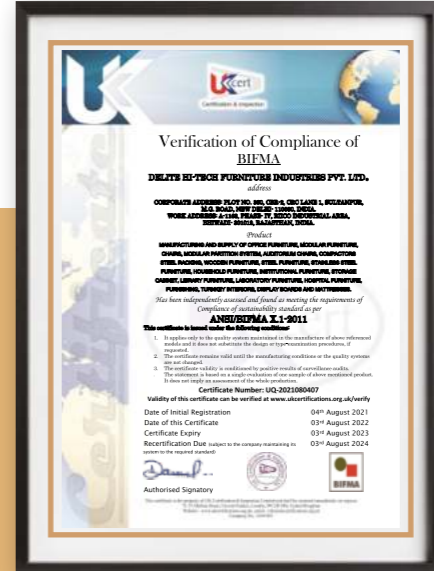 UK
UKcert
Certification & Inspection
Verification of Compliance of
BIFMA
DELITE HI-TECH FURNITURE INDUSTRIES PVT. LTD.
address
CORPORATE ADDRESS: PLOT NO. LANE 1, SULTANPUR,
M.G. ROAD, NEW DELHI- INDIA.
WORK ADDRESS: PHASE- IV, RIICO INDUSTRIAL AREA,
BHIWADI- RAJASTHAN, INDIA.
Product
MANUFACTURING AND SUPPLY OF OFFICE FURNITURE, MODULAR FURNITURE,
CHAIRS, MODULAR PARTITION SYSTEM, AUDITORIUM CHAIRS, COMPACTORS
STEEL RACKING, WOODEN FURNITURE, STEEL FURNITURE, STAINLESS STEEL
FURNITURE, HOUSEHOLD FURNITURE, INSTITUTIONAL FURNITURE, STORAGE
CABINET, LIBRARY FURNITURE, LABORATORY FURNITURE, HOSPITAL FURNITURE,
FURNISHING, TURNKEY INTERIORS, DISPLAY BOARDS AND MATTRESSES.
Has been independently assessed and found as meeting the requirements of
Compliance of sustainability standard as per
ANSI/BIFMA X.1-2011
This certificate is issued under the following conditions:
1. It applies only to the quality system maintained in the manufacture of above referenced
models and it does not substitute the design or type-examination procedures, if
requested.
2. The certificate remains valid until the manufacturing conditions or the quality systems
are not changed.
3. The certificate validity is conditioned by positive results of surveillance audits.
The statement is based on a single evaluation of one sample of above mentioned product.
It does not imply an assessment of the whole production.
Certificate Number: UQ-2021080407
Validity of this certificate can be verified at www.ukcertifications.org.uk/verify
Date of Initial Registration 04th August 2021
Date of this Certificate 03rd August 2022
Certificate Expiry 03rd August 2023
Recertification Due (subject to the company maintaining its 03rd August 2024
system to the required standard)
Authorised Signatory
BIFMA